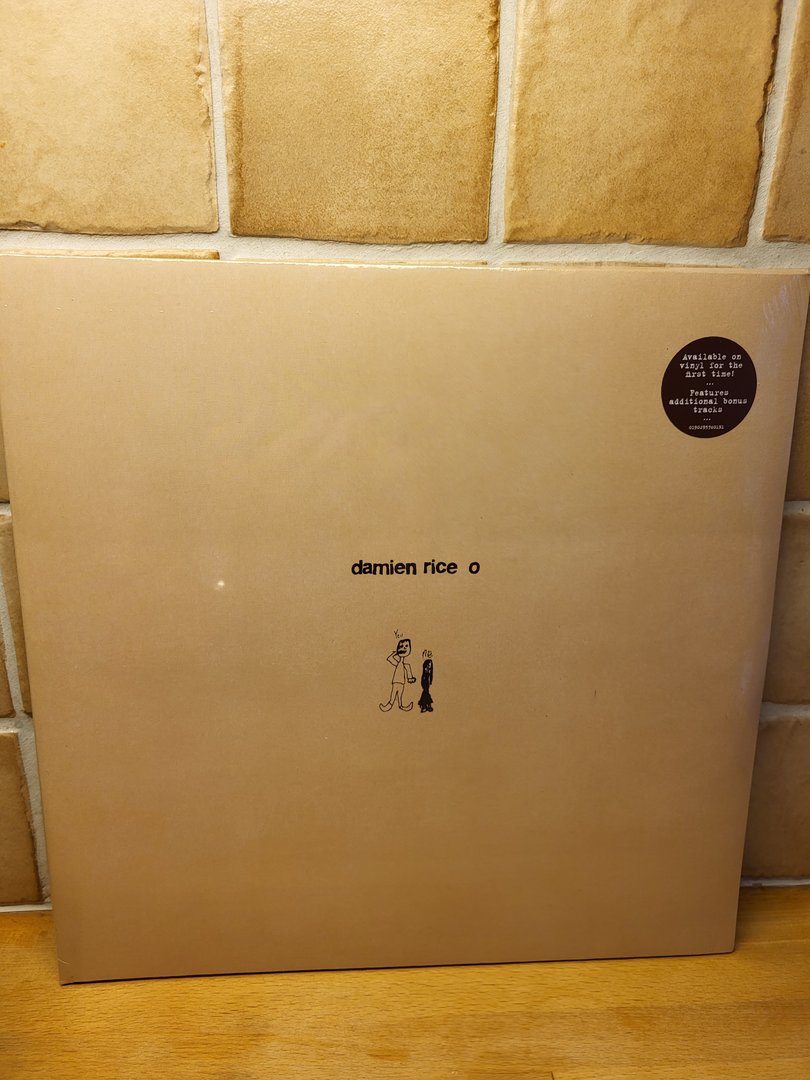 Available on
vinyl for the
first time!
...
Features
additional bonus
tracks
...
damien rice o
You
ME